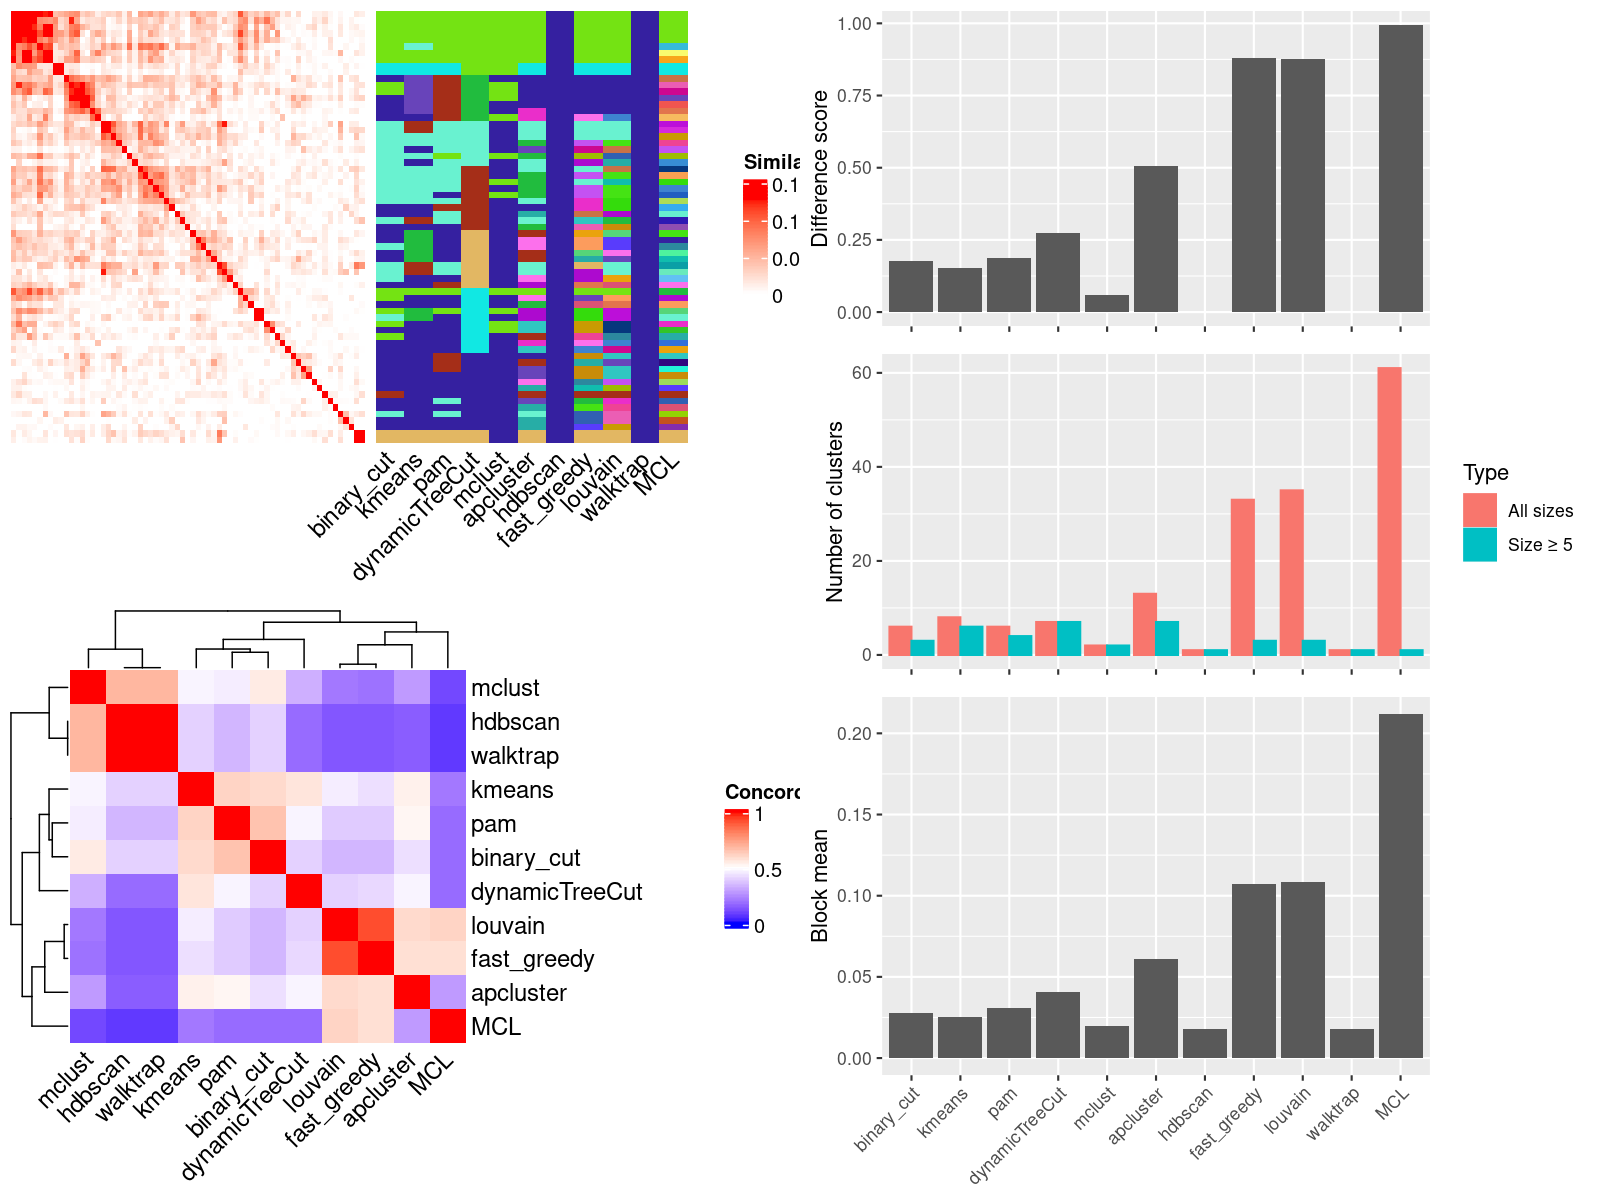 Simila
0.1
0.1
0.0
0
binary_cut
kmeans
pam
dynamicTreeCut
mclust
apcluster
hdbscan
fast_greedy
louvain
walktrap
MCL
mclust
hdbscan
walktrap
kmeans
pam
binary_cut
dynamicTreeCut
louvain
fast_greedy
apcluster
MCL
mclust
hdbscan
walktrap
kmeans
pam
binary_cut
dynamicTreeCut
louvain
fast_greedy
apcluster
MCL
Concord
1
0.5
0
Difference score
1.00
0.75
0.50
0.25
0.00
Number of clusters
60
40
20
0
Type
All sizes
Size ≥ 5
Block mean
0.20
0.15
0.10
0.05
0.00
binary_cut
kmeans
pam
dynamicTreeCut
mclust
apcluster
hdbscan
fast_greedy
louvain
walktrap
MCL